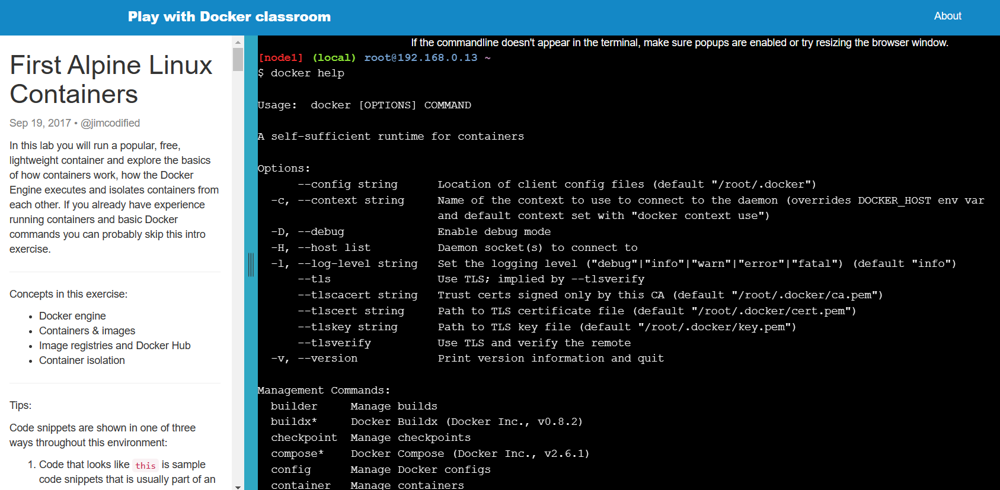 Play with Docker classroom
About
First Alpine Linux
Containers
Sep 19, 2017 • @jimcodified
In this lab you will run a popular, free,
lightweight container and explore the basics
of how containers work, how the Docker
Engine executes and isolates containers from
each other. If you already have experience
running containers and basic Docker
commands you can probably skip this intro
exercise.
Concepts in this exercise:
• Docker engine
• Containers & images
• Image registries and Docker Hub
• Container isolation
Tips:
Code snippets are shown in one of three
ways throughout this environment:
1. Code that looks like this is sample
code snippets that is usually part of an
If the commandline doesn't appear in the terminal, make sure popups are enabled or try resizing the browser window.
[node1] (local) root@192.168.0.13 ~
$ docker help
Usage:  docker [OPTIONS] COMMAND
A self-sufficient runtime for containers
Options:
      --config string      Location of client config files (default "/root/.docker")
  -c, --context string     Name of the context to use to connect to the daemon (overrides DOCKER_HOST env var
                           and default context set with "docker context use")
  -D, --debug              Enable debug mode
  -H, --host list          Daemon socket(s) to connect to
  -l, --log-level string   Set the logging level ("debug"|"info"|"warn"|"error"|"fatal") (default "info")
      --tls                Use TLS; implied by --tlsverify
      --tlscacert string   Trust certs signed only by this CA (default "/root/.docker/ca.pem")
      --tlscert string     Path to TLS certificate file (default "/root/.docker/cert.pem")
      --tlskey string      Path to TLS key file (default "/root/.docker/key.pem")
      --tlsverify          Use TLS and verify the remote
  -v, --version            Print version information and quit
Management Commands:
  builder     Manage builds
  buildx*     Docker Buildx (Docker Inc., v0.8.2)
  checkpoint  Manage checkpoints
  compose*    Docker Compose (Docker Inc., v2.6.1)
  config      Manage Docker configs
  container   Manage containers